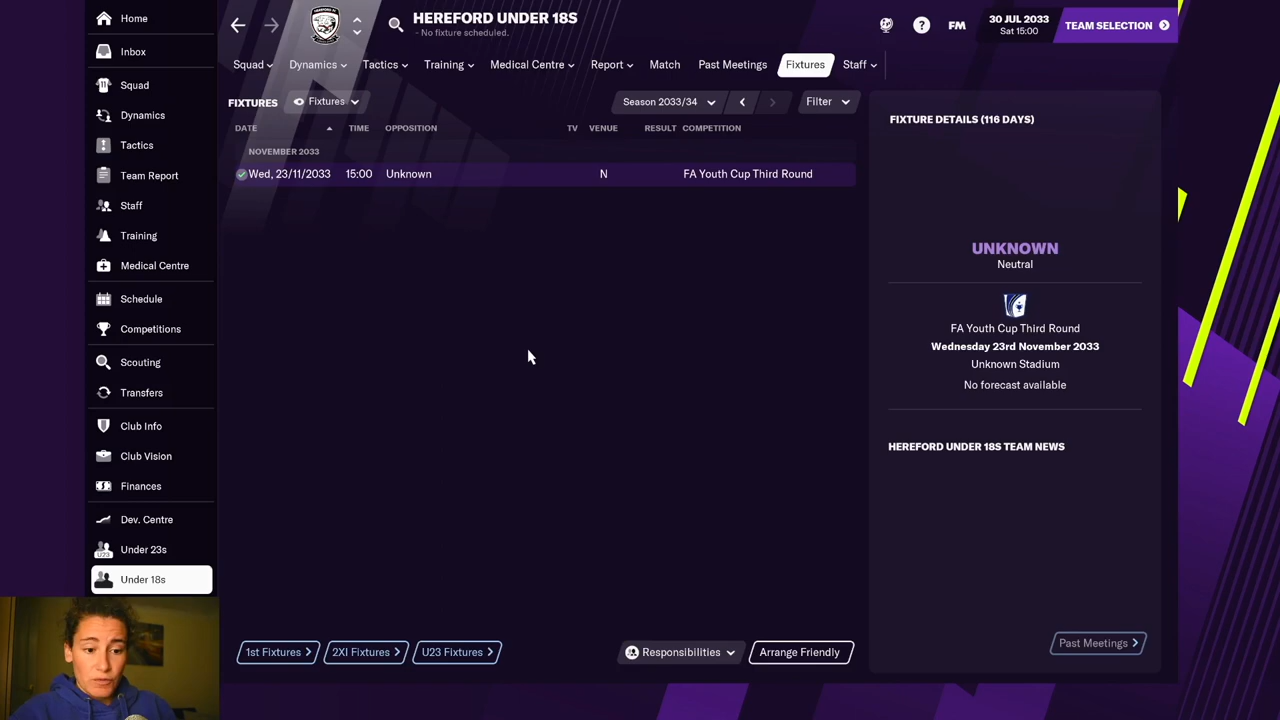 Home
Inbox
Squad
Dynamics
Tactics
Team Report
Staff
Training
Medical Centre
Schedule
Competitions
Scouting
Transfers
Club Info
Club Vision
Finances
Dev. Centre
Under 23s
Under 18s
HEREFORD UNDER 18S
- No fixture scheduled.
FM
30 JUL 2033
Sat 15:00
TEAM SELECTION
Squad Dynamics Tactics Training Medical Centre Report Match Past Meetings Fixtures Staff
FIXTURES Fixtures Season 2033/34 Filter
DATE TIME OPPOSITION TV VENUE RESULT COMPETITION
NOVEMBER 2033
Wed, 23/11/2033 15:00 Unknown N FA Youth Cup Third Round
FIXTURE DETAILS (116 DAYS)
UNKNOWN
Neutral
FA Youth Cup Third Round
Wednesday 23rd November 2033
Unknown Stadium
No forecast available
HEREFORD UNDER 18S TEAM NEWS
Past Meetings
1st Fixtures 2XI Fixtures U23 Fixtures Responsibilities Arrange Friendly